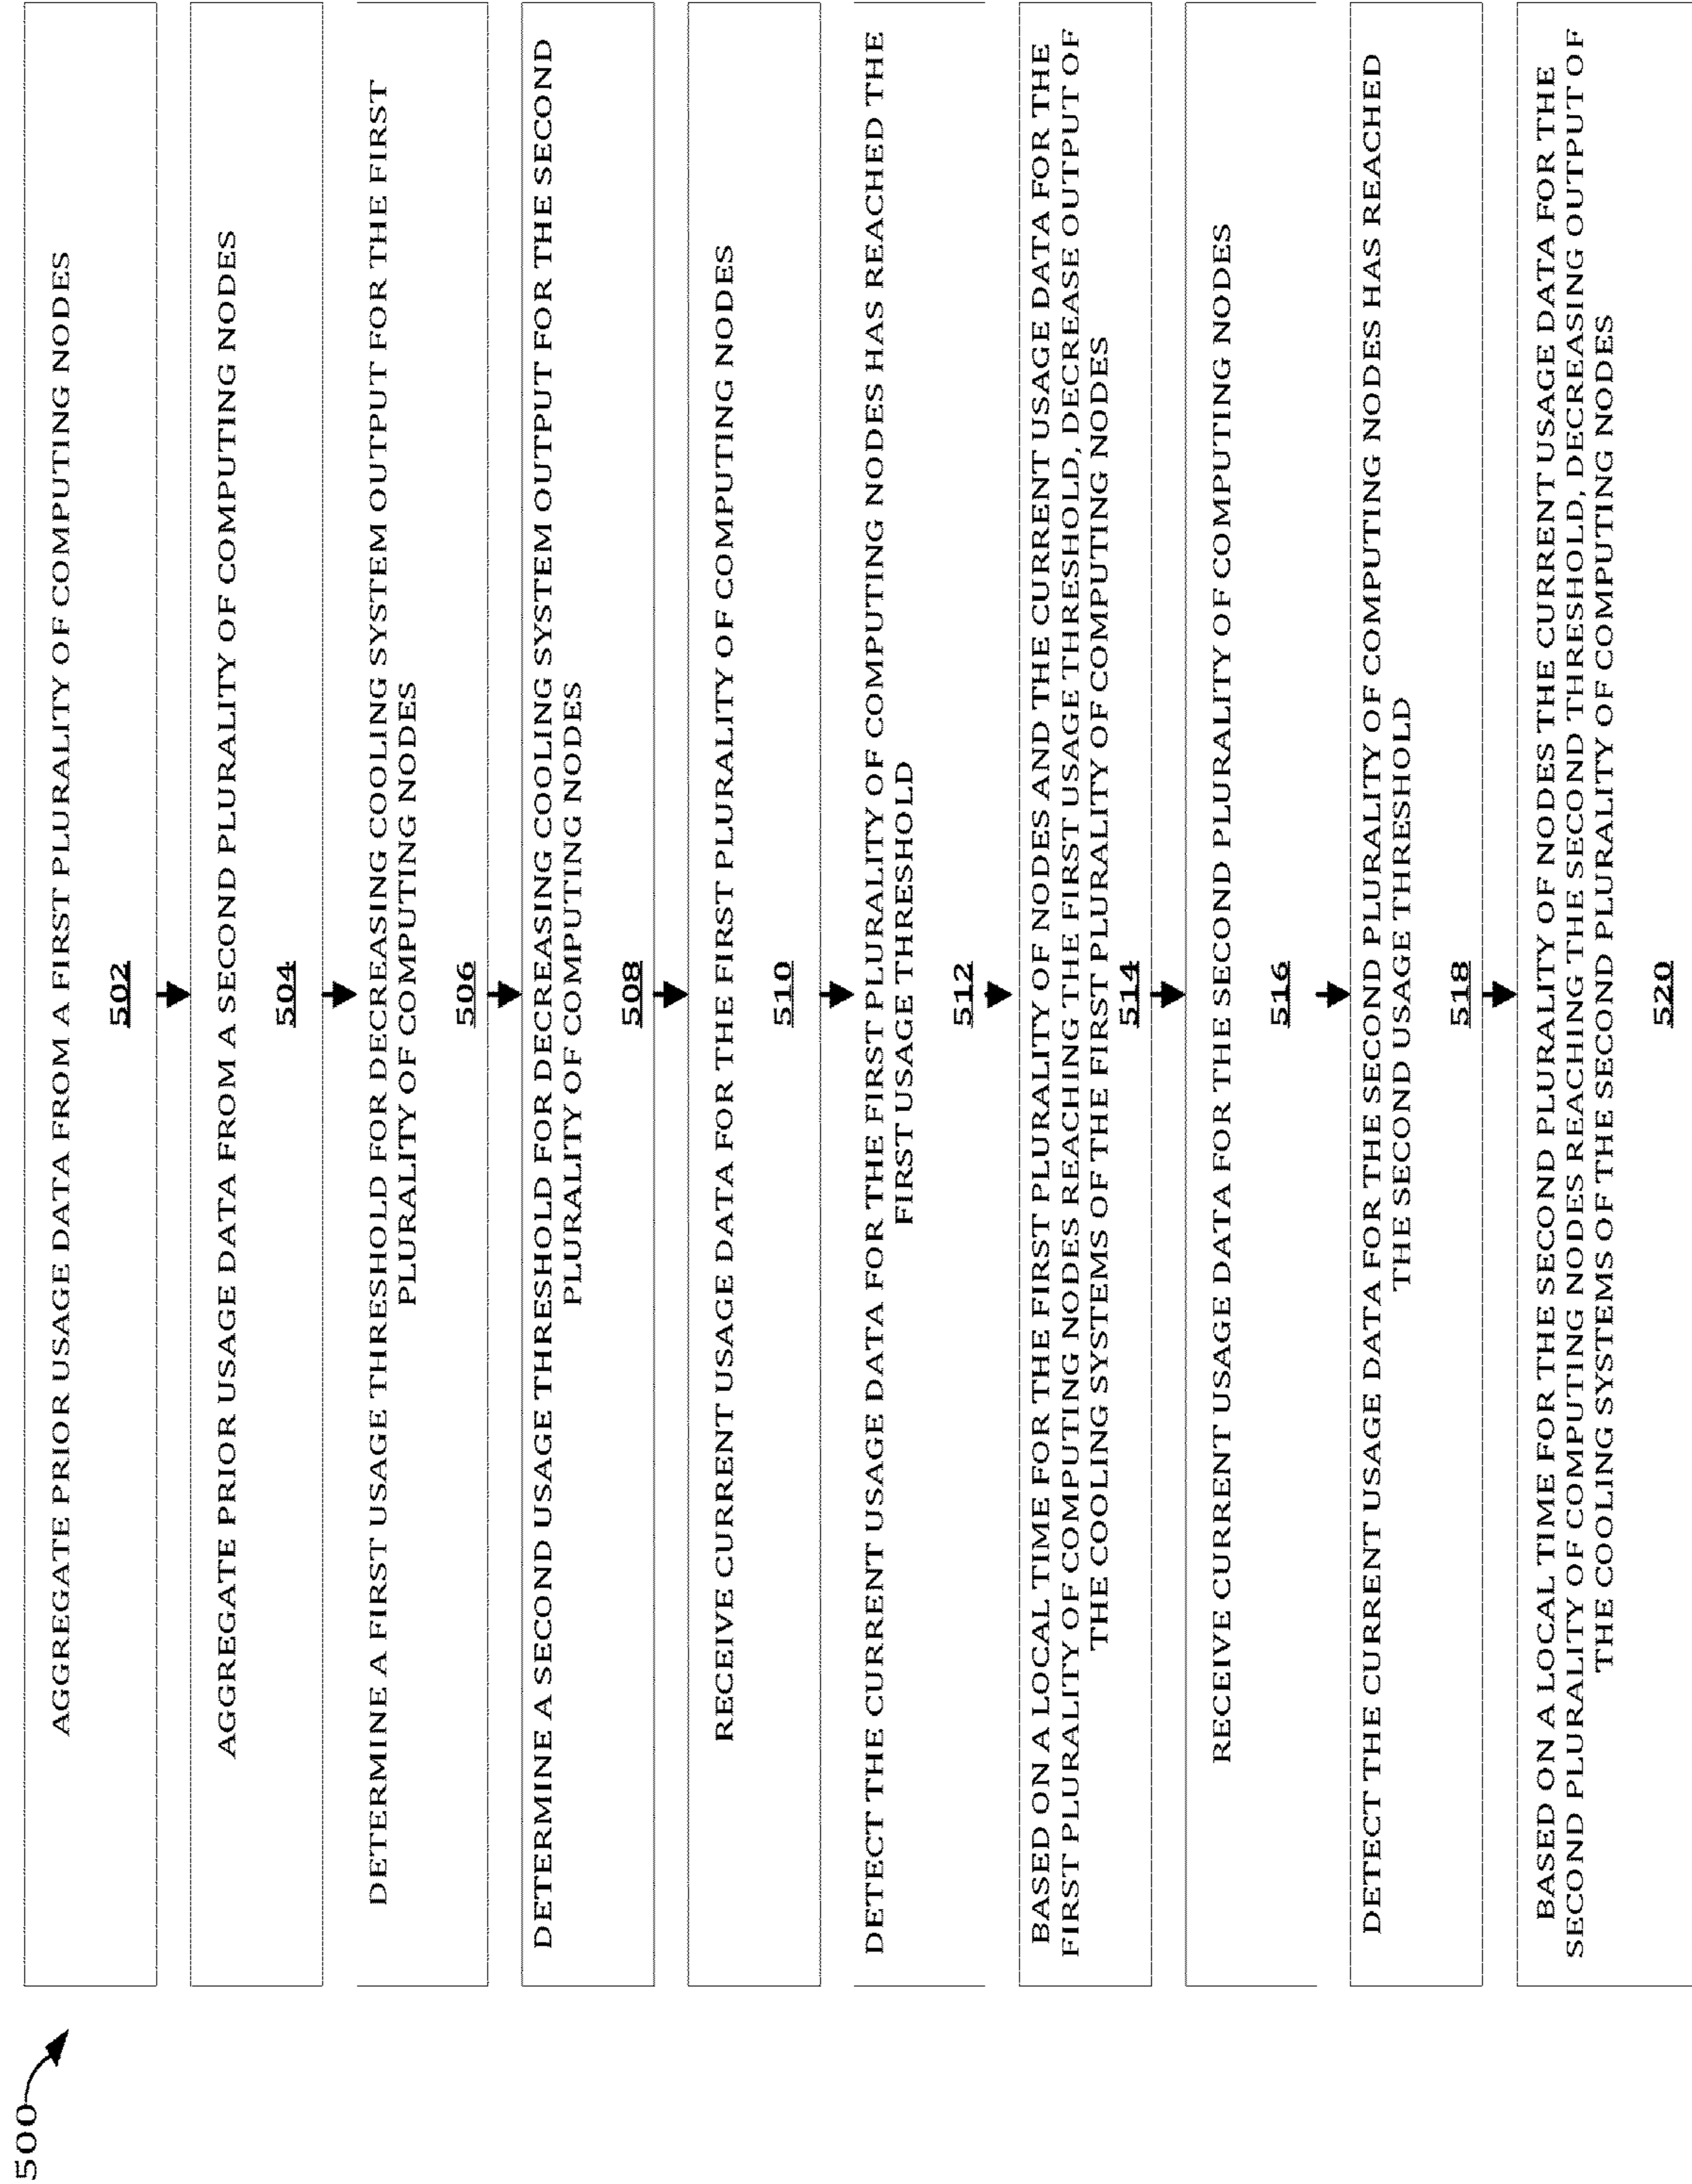 500
AGGREGATE PRIOR USAGE DATA FROM A FIRST PLURALITY OF COMPUTING NODES
502
AGGREGATE PRIOR USAGE DATA FROM A SECOND PLURALITY OF COMPUTING NODES
504
DETERMINE A FIRST USAGE THRESHOLD FOR DECREASING COOLING SYSTEM OUTPUT FOR THE FIRST
PLURALITY OF COMPUTING NODES
506
DETERMINE A SECOND USAGE THRESHOLD FOR DECREASING COOLING SYSTEM OUTPUT FOR THE SECOND
PLURALITY OF COMPUTING NODES
508
RECEIVE CURRENT USAGE DATA FOR THE FIRST PLURALITY OF COMPUTING NODES
510
DETECT THE CURRENT USAGE DATA FOR THE FIRST PLURALITY OF COMPUTING NODES HAS REACHED THE
FIRST USAGE THRESHOLD
512
BASED ON A LOCAL TIME FOR THE FIRST PLURALITY OF NODES AND THE CURRENT USAGE DATA FOR THE
FIRST PLURALITY OF COMPUTING NODES REACHING THE FIRST USAGE THRESHOLD, DECREASE OUTPUT OF
THE COOLING SYSTEMS OF THE FIRST PLURALITY OF COMPUTING NODES
514
RECEIVE CURRENT USAGE DATA FOR THE SECOND PLURALITY OF COMPUTING NODES
516
DETECT THE CURRENT USAGE DATA FOR THE SECOND PLURALITY OF COMPUTING NODES HAS REACHED
THE SECOND USAGE THRESHOLD
518
BASED ON A LOCAL TIME FOR THE SECOND PLURALITY OF NODES THE CURRENT USAGE DATA FOR THE
SECOND PLURALITY OF COMPUTING NODES REACHING THE SECOND THRESHOLD, DECREASING OUTPUT OF
THE COOLING SYSTEMS OF THE SECOND PLURALITY OF COMPUTING NODES
520